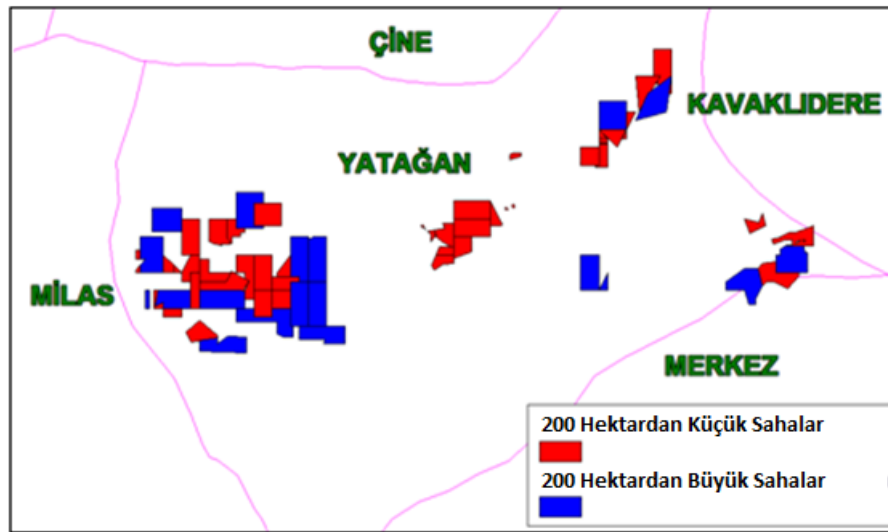 ÇİNE
KAVAKLIDERE
YATAĞAN
MİLAS
MERKEZ
200 Hektardan Küçük Sahalar
200 Hektardan Büyük Sahalar